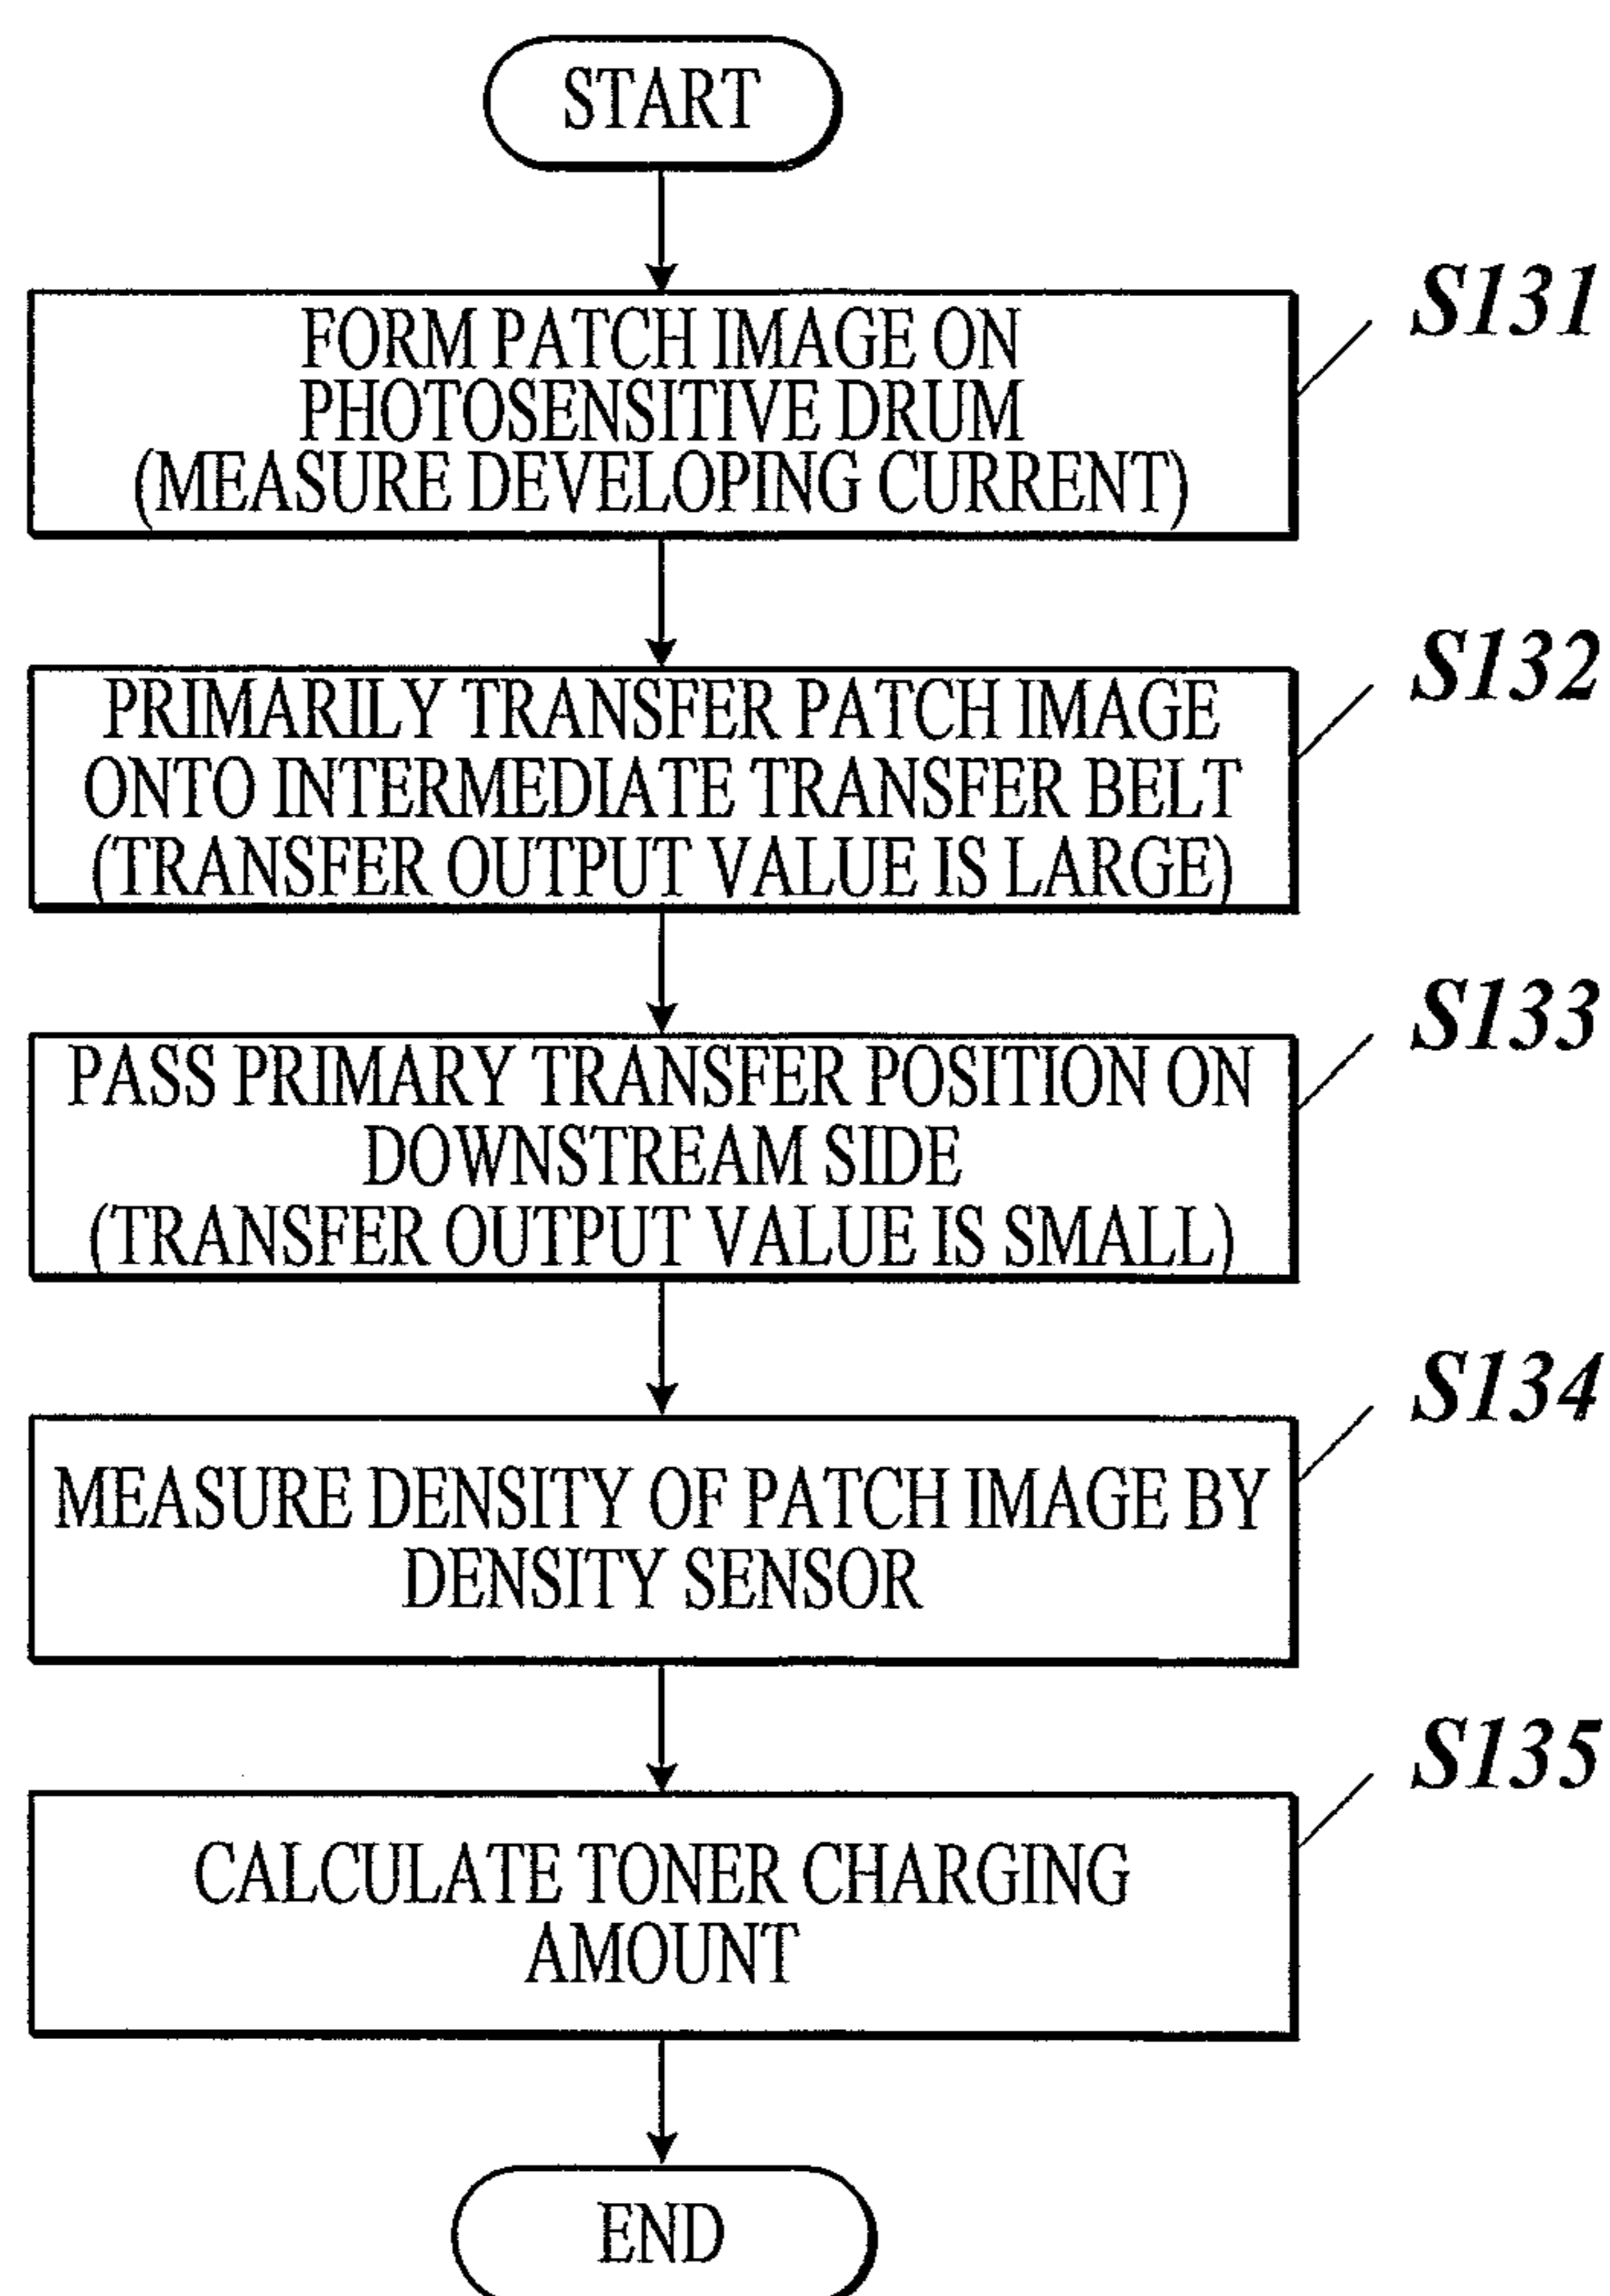 START
S131
FORM PATCH IMAGE ON
PHOTOSENSITIVE DRUM
(MEASURE DEVELOPING CURRENT)
S132
PRIMARILY TRANSFER PATCH IMAGE
ONTO INTERMEDIATE TRANSFER BELT
(TRANSFER OUTPUT VALUE IS LARGE)
S133
PASS PRIMARY TRANSFER POSITION ON
DOWNSTREAM SIDE
(TRANSFER OUTPUT VALUE IS SMALL)
S134
MEASURE DENSITY OF PATCH IMAGE BY
DENSITY SENSOR
S135
CALCULATE TONER CHARGING
AMOUNT
END